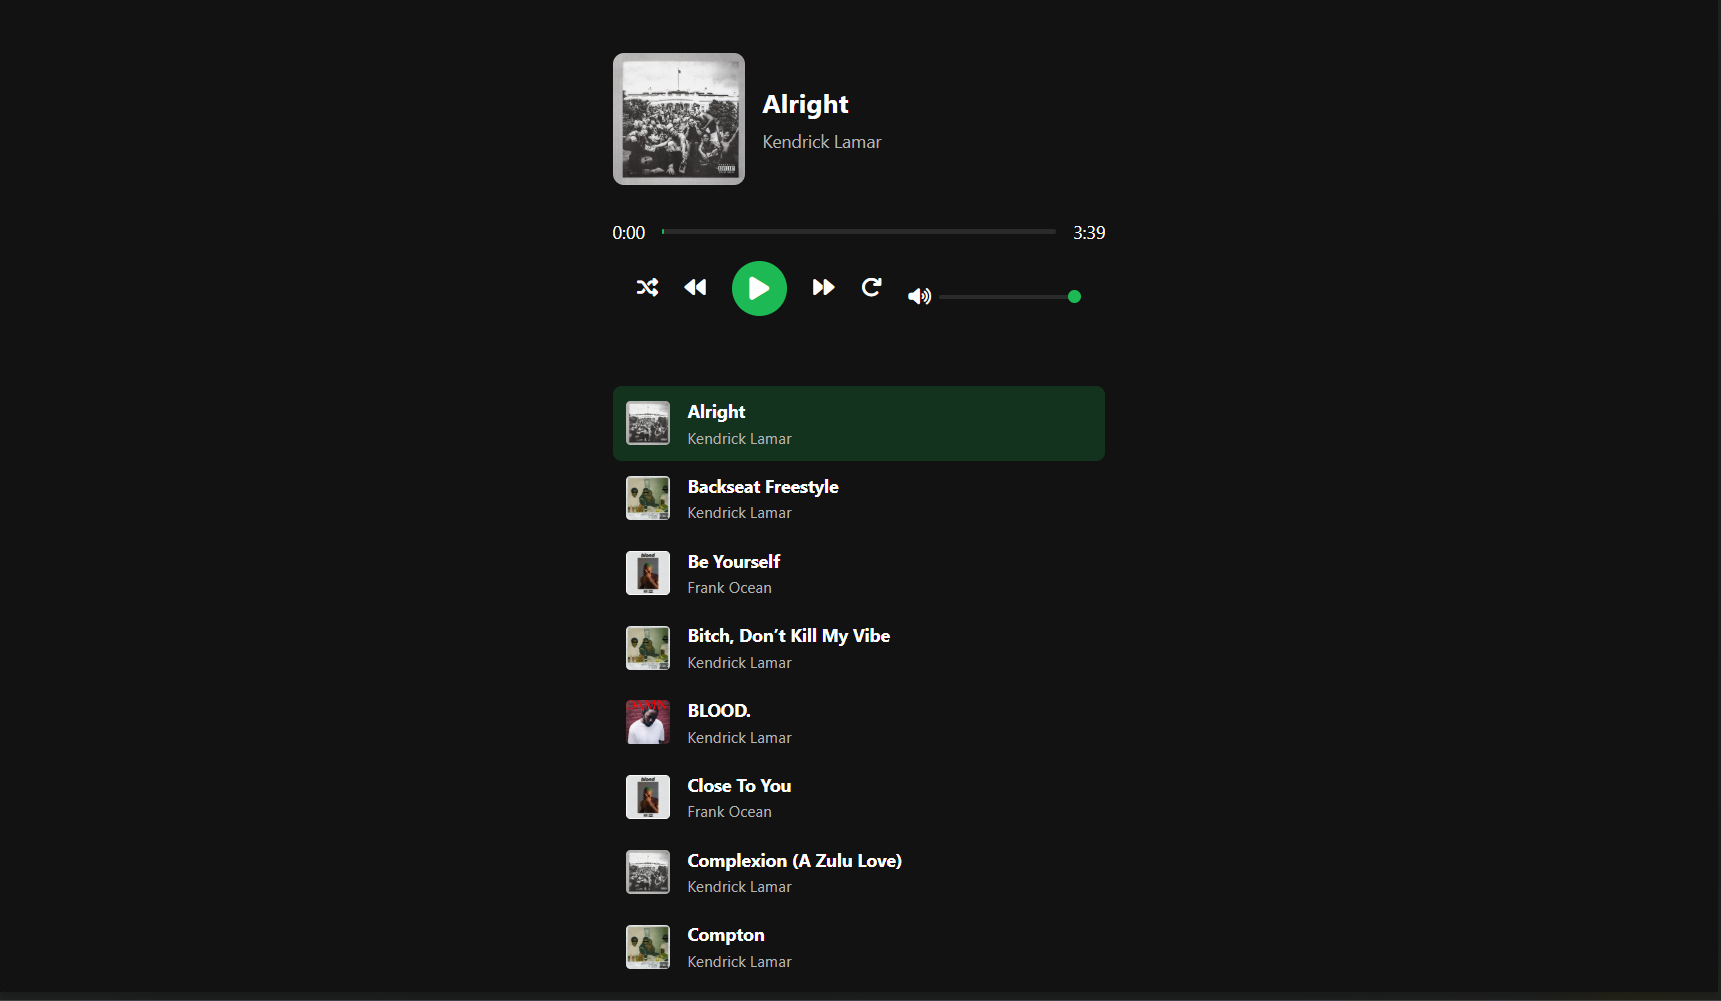 Alright
Kendrick Lamar
0:00
3:39
Alright
Kendrick Lamar
Backseat Freestyle
Kendrick Lamar
Be Yourself
Frank Ocean
Bitch, Don’t Kill My Vibe
Kendrick Lamar
BLOOD.
Kendrick Lamar
Close To You
Frank Ocean
Complexion (A Zulu Love)
Kendrick Lamar
Compton
Kendrick Lamar